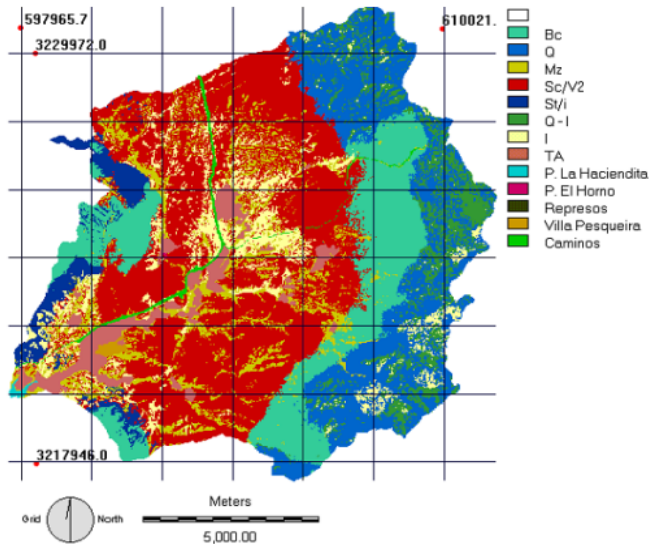 597965.7
610021.
3229972.0
Bc
Q
Mz
Sc/V2
St/i
Q - I
I
TA
P. La Haciendita
P. El Horno
Represos
Villa Pesqueira
Caminos
3217946.0
Grid
North
Meters
5,000.00